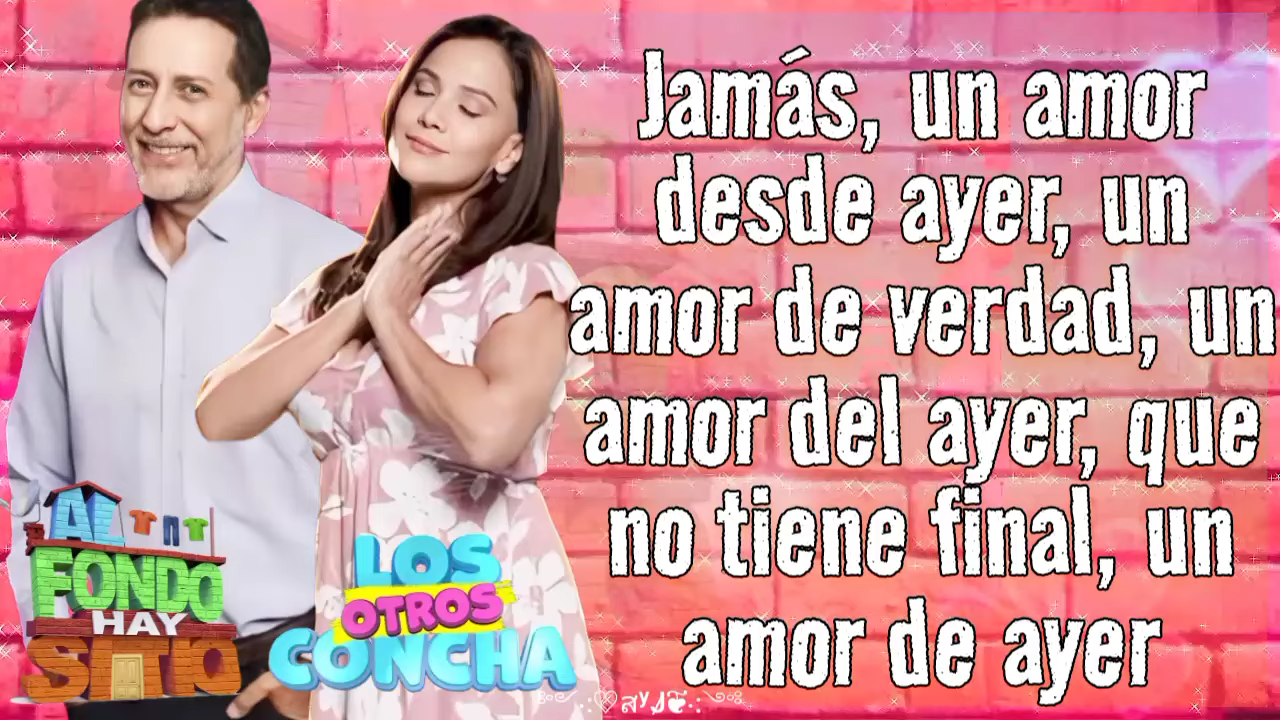 Jamás, un amor
desde ayer, un
amor de verdad, un
amor del ayer, que
no tiene final, un
amor de ayer
AL
FONDO
HAY
SITIO
LOS
OTROS
CONCHA